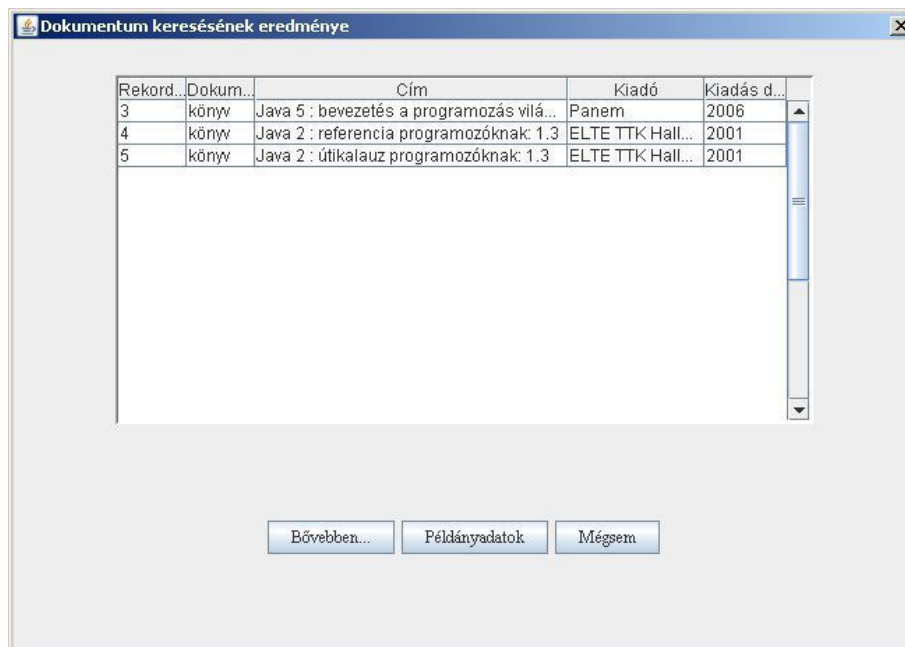 Dokumentum keresésének eredménye
Rekord... Dokum... Cím Kiadó Kiadás d...
3 könyv Java 5 : bevezetés a programozás vilá... Panem 2006
4 könyv Java 2 : referencia programozóknak: 1.3 ELTE TTK Hall... 2001
5 könyv Java 2 : útikalauz programozóknak: 1.3 ELTE TTK Hall... 2001
Bővebben... Példányadatok Mégsem